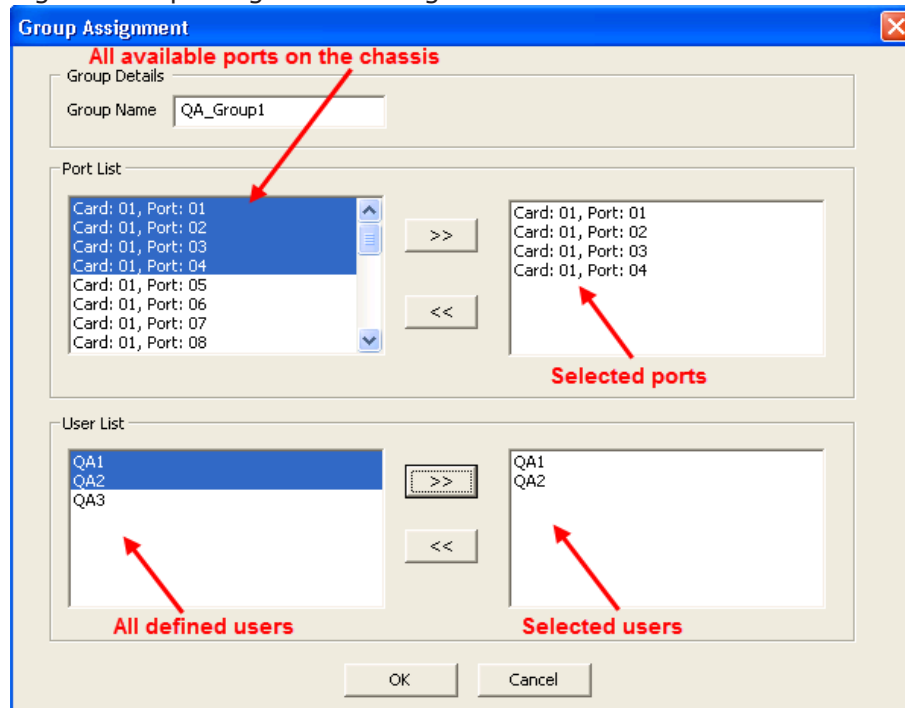 Group Assignment
All available ports on the chassis
Group Details
Group Name QA_Group1
Port List
Card: 01, Port: 01
Card: 01, Port: 02
Card: 01, Port: 03
Card: 01, Port: 04
Card: 01, Port: 05
Card: 01, Port: 06
Card: 01, Port: 07
Card: 01, Port: 08
>>
<<
Card: 01, Port: 01
Card: 01, Port: 02
Card: 01, Port: 03
Card: 01, Port: 04
Selected ports
User List
QA1
QA2
QA3
>>
<<
QA1
QA2
All defined users
Selected users
OK
Cancel